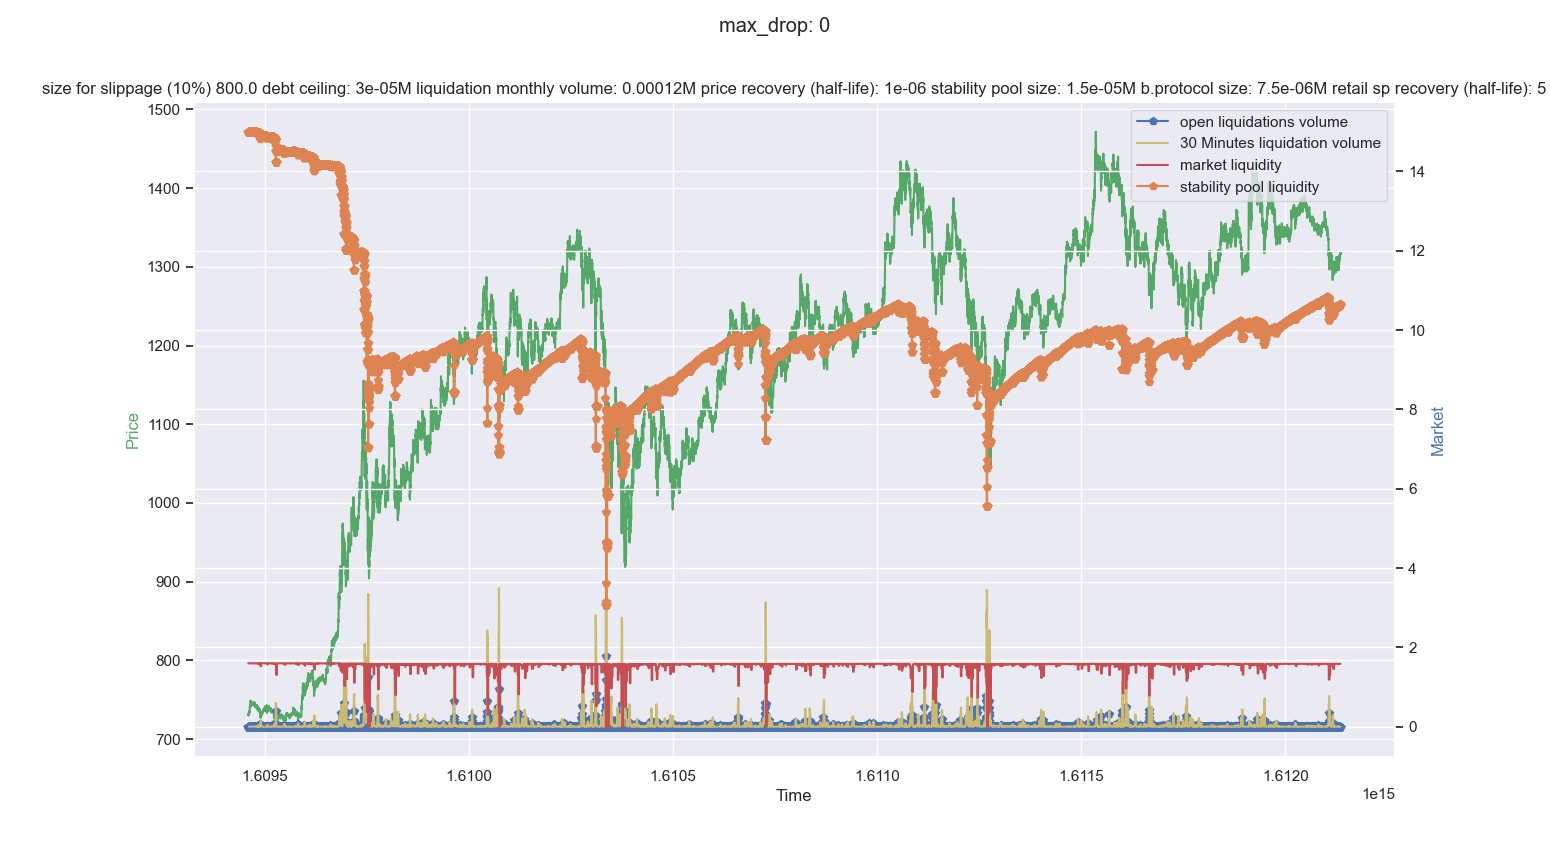 max_drop: 0
size for slippage (10%) 800.0 debt ceiling: 3e-05M liquidation monthly volume: 0.00012M price recovery (half-life): 1e-06 stability pool size: 1.5e-05M b.protocol size: 7.5e-06M retail sp recovery (half-life): 5
open liquidations volume
30 Minutes liquidation volume
market liquidity
stability pool liquidity
1500
1400
1300
1200
1100
1000
900
800
700
Price
14
12
10
8
6
4
2
0
Market
1.6095
1.6100
1.6105
1.6110
1.6115
1.6120
1e15
Time